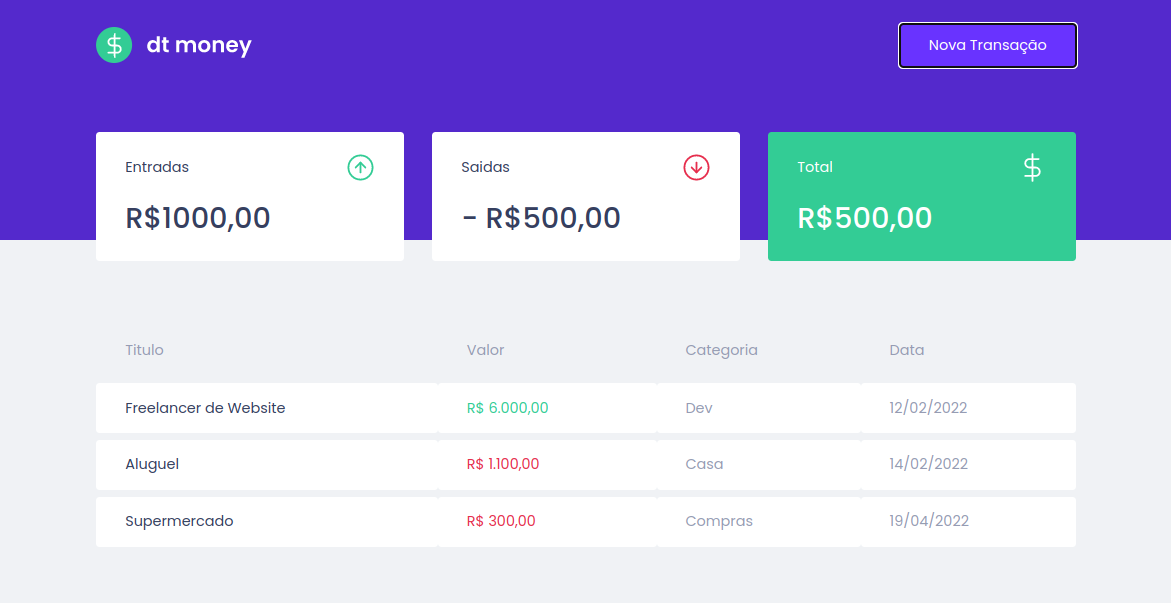 dt money
Nova Transação
Entradas
R$1000,00
Saidas
- R$500,00
Total
$
R$500,00
Título Valor Categoria Data
Freelancer de Website R$ 6.000,00 Dev 12/02/2022
Aluguel R$ 1.100,00 Casa 14/02/2022
Supermercado R$ 300,00 Compras 19/04/2022